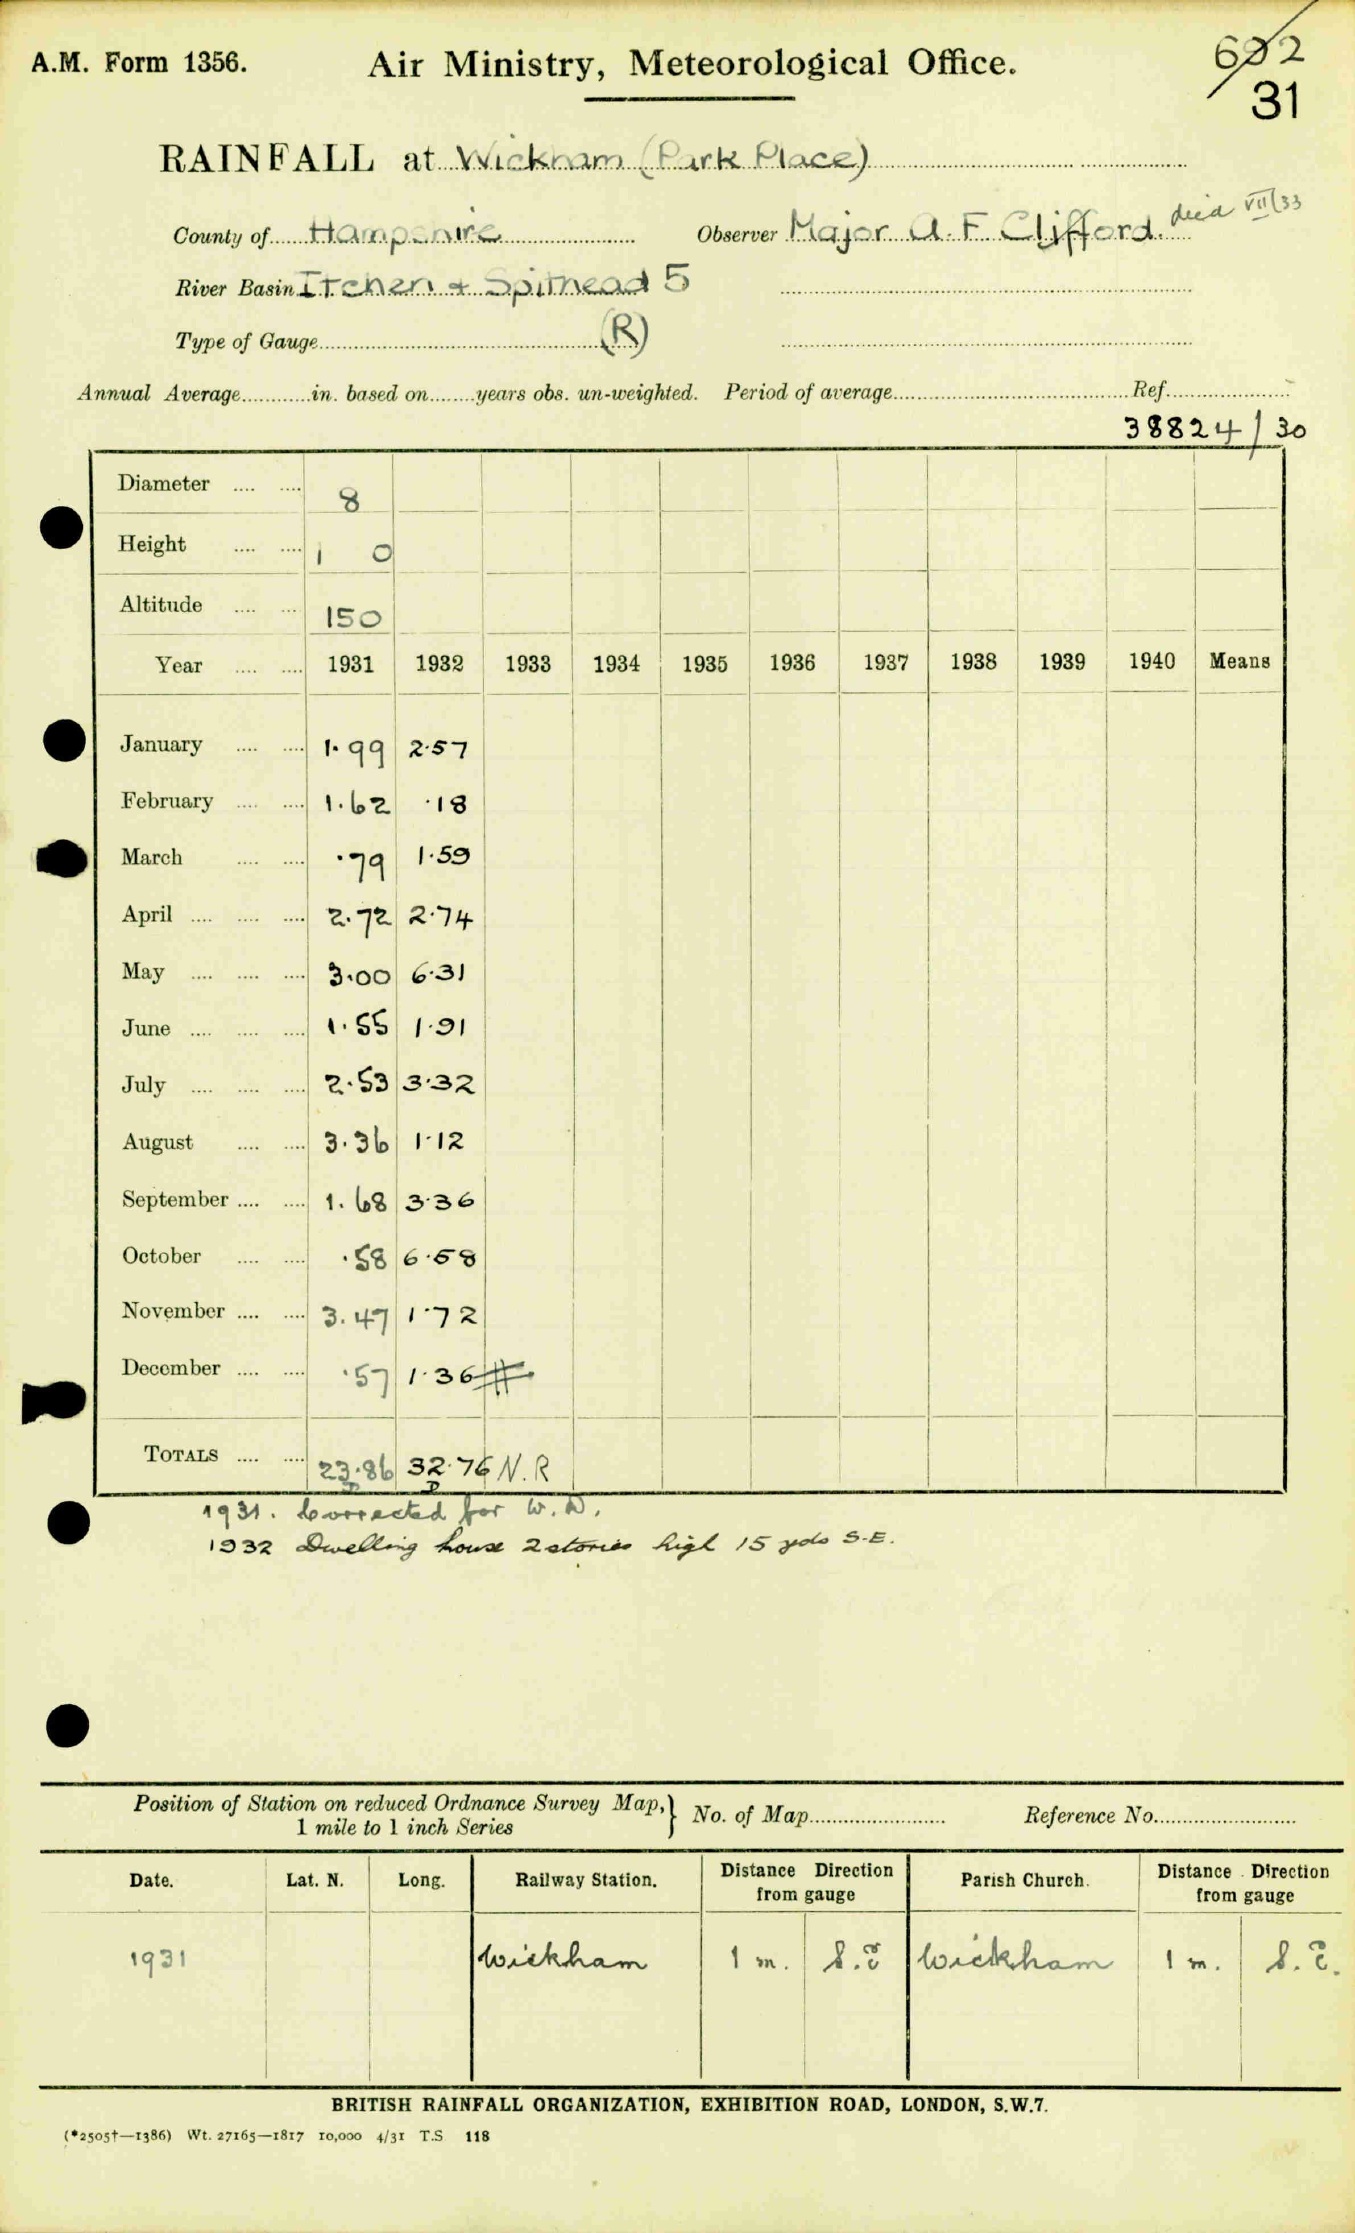 A.M. Form 1356. Air Ministry, Meteorological Office. 602
31
RAINFALL at Wickham (Park Place)
County of Hampshire Observer Major A. F. Clifford. died VII/33
River Basin Itchen + Spithead 5
Type of Gauge (R)
Annual Average in. based on years obs. un-weighted. Period of average Ref.
38824/30
Diameter 8
Height 1 0
Altitude 150
Year 1931 1932 1933 1934 1935 1936 1937 1938 1939 1940 Means
January 1.99 2.57
February 1.62 .18
March .79 1.59
April 2.72 2.74
May 3.00 6.31
June 1.55 1.91
July 2.53 3.32
August 3.36 1.12
September 1.68 3.36
October .58 6.58
November 3.47 1.72
December .57 1.36 #
TOTALS 23.86 32.76 N.R
D D
1931. Corrected for W.D.
1932 Dwelling house 2 stories high 15 yds S.E.
Position of Station on reduced Ordnance Survey Map, } No. of Map Reference No.
1 mile to 1 inch Series
Date. Lat. N. Long. Railway Station. Distance Direction from gauge Parish Church. Distance Direction from gauge
1931 Wickham 1 m. S.E Wickham 1 m. S.E.
BRITISH RAINFALL ORGANIZATION, EXHIBITION ROAD, LONDON, S.W.7.
(*2505†—1386) Wt. 27165—1817 10,000 4/31 T.S 118